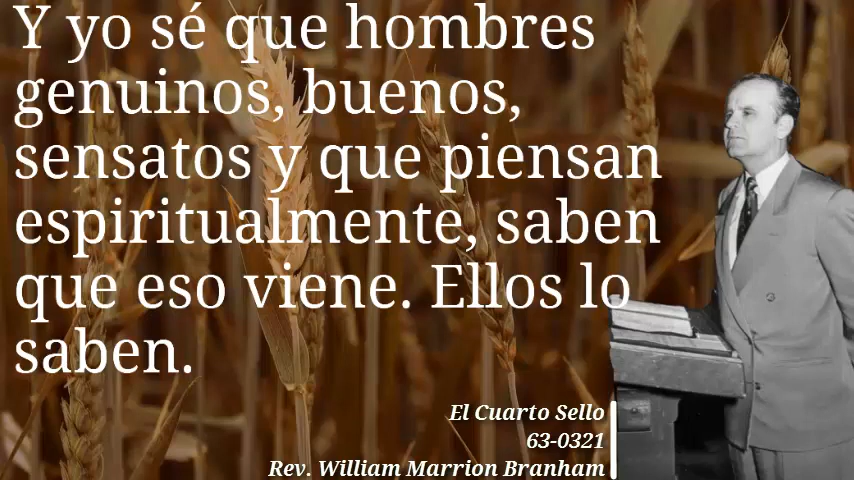 Y yo sé que hombres
genuinos, buenos,
sensatos y que piensan
espiritualmente, saben
que eso viene. Ellos lo
saben.
El Cuarto Sello
63-0321
Rev. William Marrion Branham